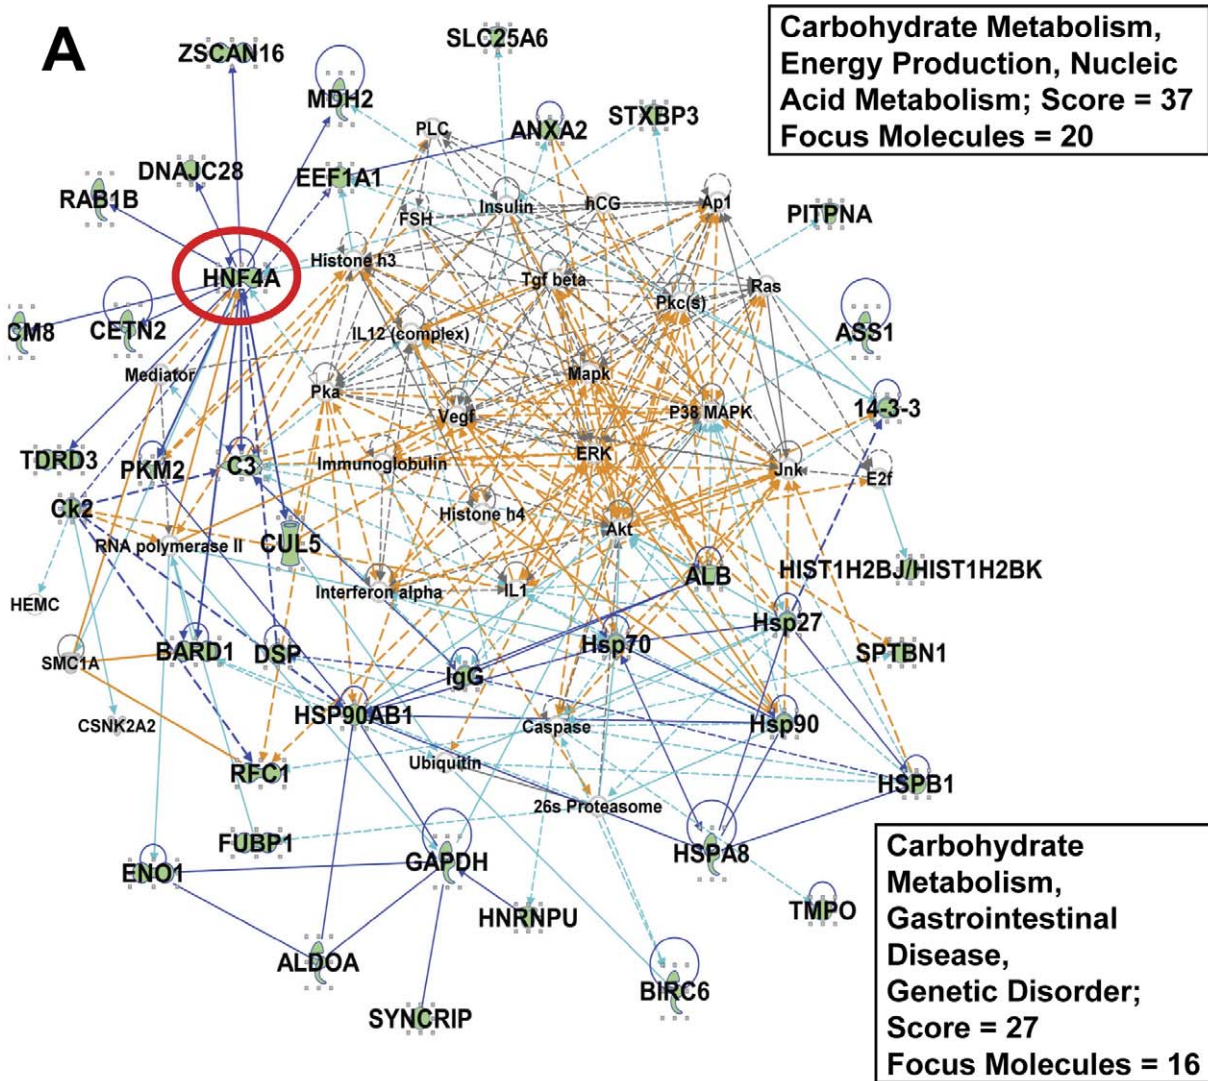 A
ZSCAN16
SLC25A6
Carbohydrate Metabolism,
Energy Production, Nucleic
Acid Metabolism; Score = 37
Focus Molecules = 20
MDH2
PLC
ANXA2
STXBP3
DNAJC28
EEF1A1
RAB1B
FSH
Insulin
hCG
Ap1
PITPNA
HNF4A
Histone h3
Tgf beta
Pkc(s)
Ras
CM8
CETN2
IL12 (complex)
ASS1
Mediator
Pka
Mapk
Vegf
P38 MAPK
14-3-3
TDRD3
PKM2
C3
Immunoglobulin
ERK
Jnk
E2f
Ck2
Histone h4
Akt
RNA polymerase II
CUL5
HEMC
Interferon alpha
IL1
ALB
HIST1H2BJ/HIST1H2BK
SMC1A
BARD1
DSP
IgG
Hsp70
Hsp27
SPTBN1
CSNK2A2
HSP90AB1
Caspase
Hsp90
RFC1
Ubiquitin
26s Proteasome
HSPB1
FUBP1
ENO1
GAPDH
HSPA8
HNRNPU
TMPO
ALDOA
BIRC6
SYNCRIP
Carbohydrate
Metabolism,
Gastrointestinal
Disease,
Genetic Disorder;
Score = 27
Focus Molecules = 16